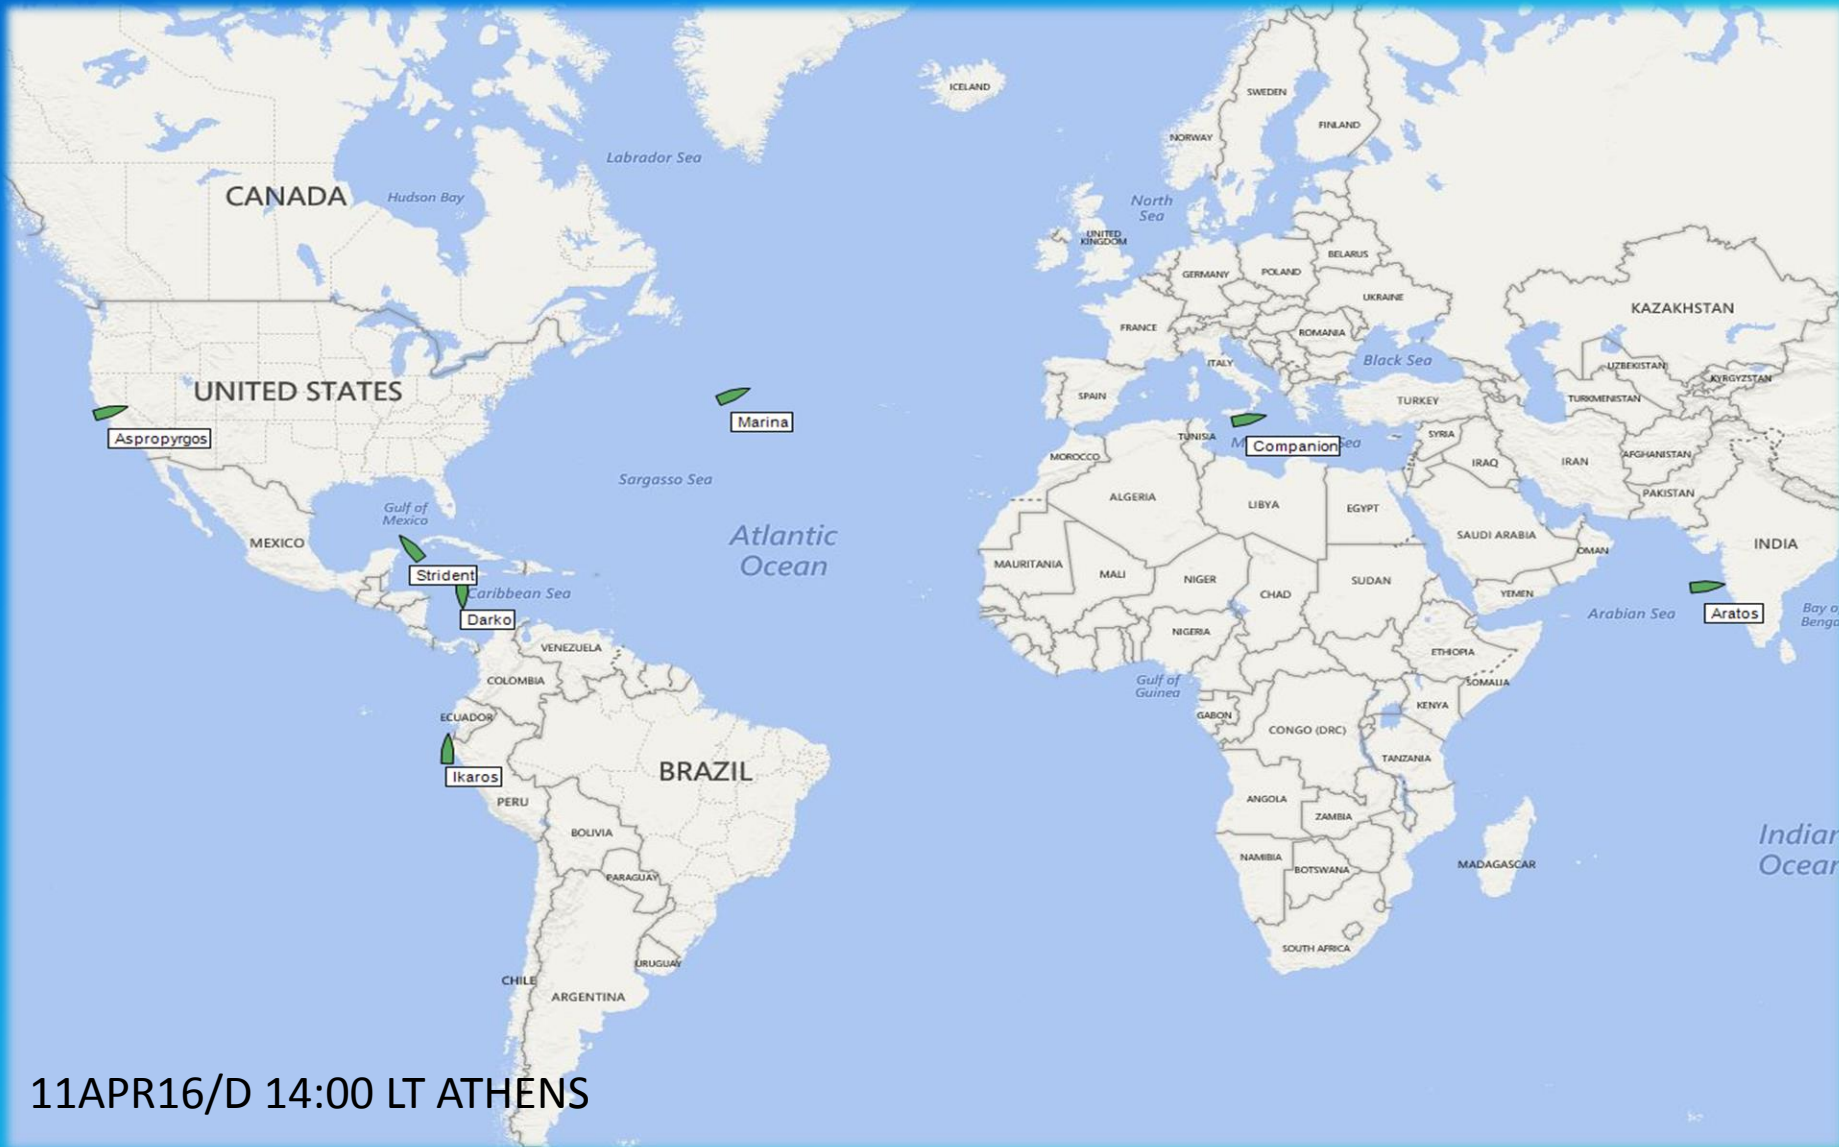 ICELAND
SWEDEN
FINLAND
NORWAY
Labrador Sea
CANADA
Hudson Bay
North
Sea
UNITED
KINGDOM
BELARUS
GERMANY
POLAND
UKRAINE
KAZAKHSTAN
FRANCE
ROMANIA
ITALY
Black Sea
UZBEKISTAN
KYRGYZSTAN
UNITED STATES
SPAIN
TURKEY
TURKMENISTAN
Marina
Aspropyrgos
TUNISIA
M
Companion
ea
SYRIA
MOROCCO
IRAQ
IRAN
AFGHANISTAN
Sargasso Sea
PAKISTAN
ALGERIA
LIBYA
EGYPT
Gulf of
Mexico
Atlantic
Ocean
SAUDI ARABIA
MEXICO
INDIA
OMAN
MAURITANIA
MALI
NIGER
SUDAN
CHAD
YEMEN
Strident
Caribbean Sea
Darko
Arabian Sea
Aratos
Bay o
Benga
NIGERIA
VENEZUELA
ETHIOPIA
COLOMBIA
Gulf of
Guinea
SOMALIA
KENYA
ECUADOR
GABON
CONGO (DRC)
TANZANIA
Ikaros
BRAZIL
PERU
ANGOLA
ZAMBIA
BOLIVIA
Indian
Ocean
NAMIBIA
BOTSWANA
MADAGASCAR
PARAGUAY
SOUTH AFRICA
URUGUAY
CHILE
ARGENTINA
11APR16/D 14:00 LT ATHENS